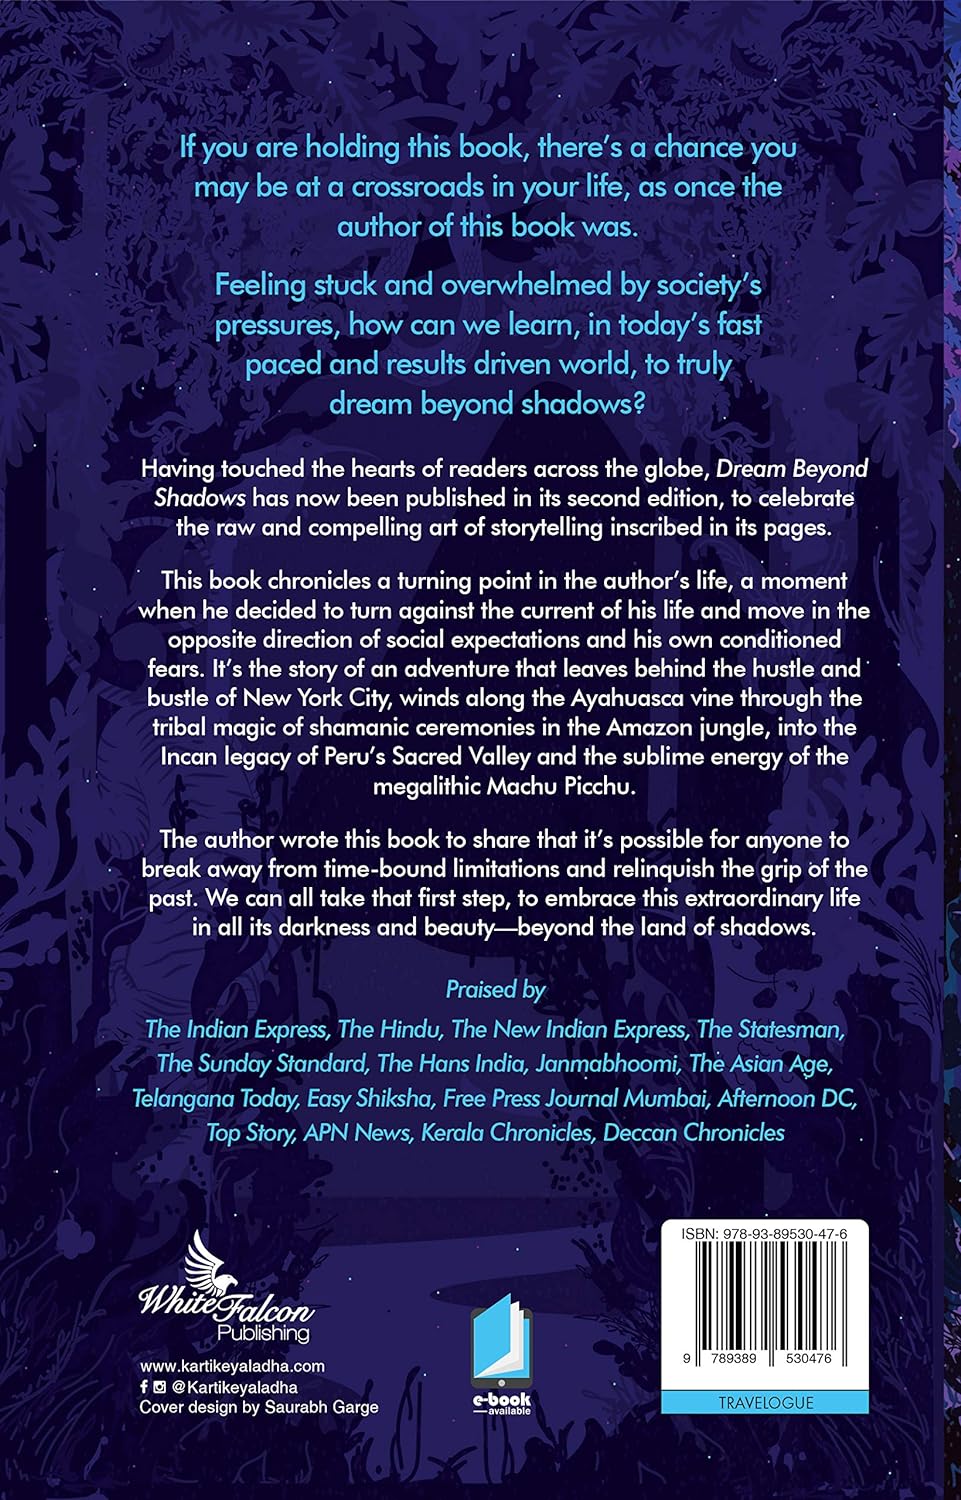 If you are holding this book, there's a chance you
may be at a crossroads in your life, as once the
author of this book was.
Feeling stuck and overwhelmed by society's
pressures, how can we learn, in today's fast
paced and results driven world, to truly
dream beyond shadows?
Having touched the hearts of readers across the globe, Dream Beyond
Shadows has now been published in its second edition, to celebrate
the raw and compelling art of storytelling inscribed in its pages.
This book chronicles a turning point in the author's life, a moment
when he decided to turn against the current of his life and move in the
opposite direction of social expectations and his own conditioned
fears. It's the story of an adventure that leaves behind the hustle and
bustle of New York City, winds along the Ayahuasca vine through the
tribal magic of shamanic ceremonies in the Amazon jungle, into the
Incan legacy of Peru's Sacred Valley and the sublime energy of the
megalithic Machu Picchu.
The author wrote this book to share that it's possible for anyone to
break away from time-bound limitations and relinquish the grip of the
past. We can all take that first step, to embrace this extraordinary life
in all its darkness and beauty—beyond the land of shadows.
Praised by
The Indian Express, The Hindu, The New Indian Express, The Statesman,
The Sunday Standard, The Hans India, Janmabhoomi, The Asian Age,
Telangana Today, Easy Shiksha, Free Press Journal Mumbai, Afternoon DC,
Top Story, APN News, Kerala Chronicles, Deccan Chronicles
White Falcon
Publishing
www.kartikeyaladha.com
@Kartikeyaladha
Cover design by Saurabh Garge
e-book
available
ISBN: 978-93-89530-47-6
9 789389 530476
TRAVELOGUE